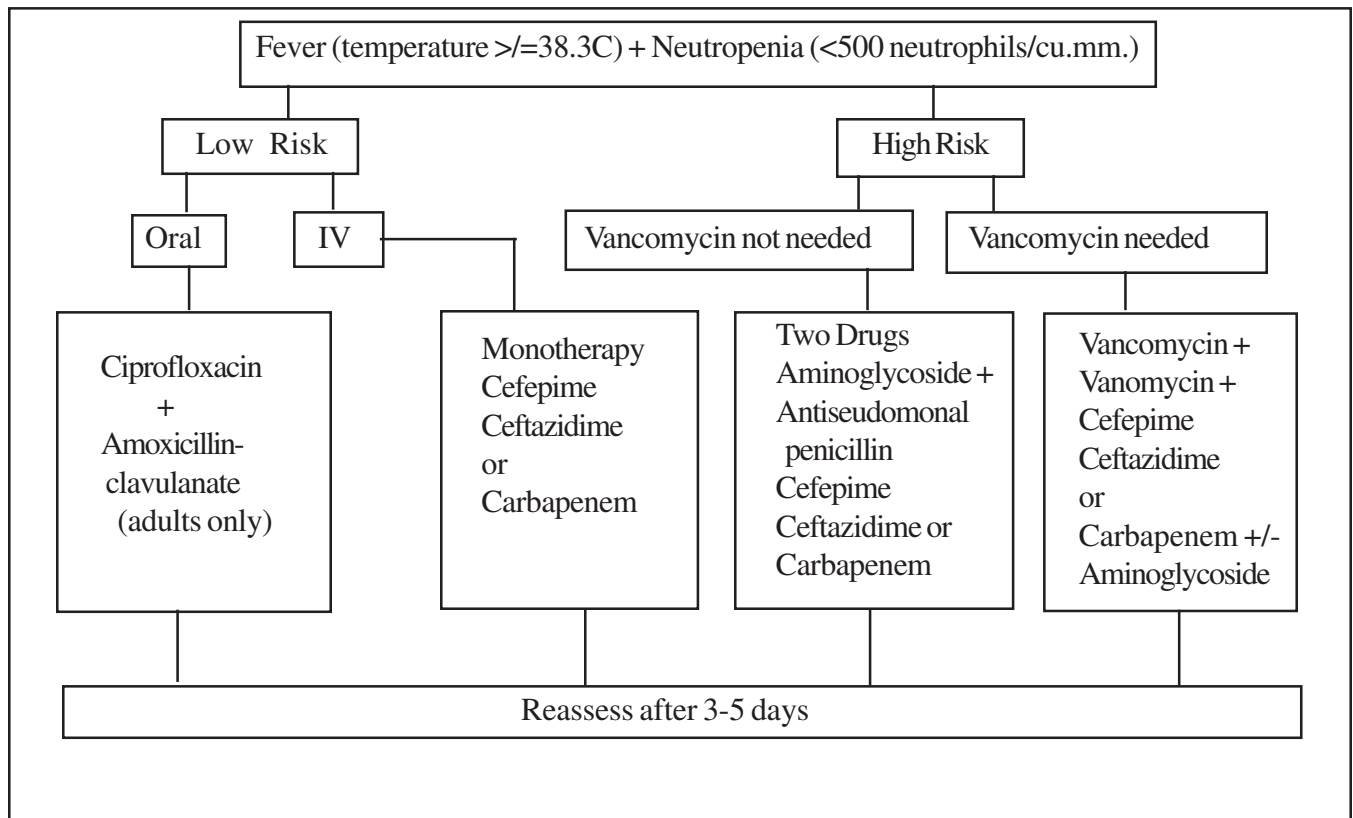 Fever (temperature >/=38.3C) + Neutropenia (<500 neutrophils/cu.mm.)
Low Risk
High Risk
Oral
IV
Vancomycin not needed
Vancomycin needed
Ciprofloxacin
+
Amoxicillin-
clavulanate
(adults only)
Monotherapy
Cefepime
Ceftazidime
or
Carbapenem
Two Drugs
Aminoglycoside +
Antiseudomonal
penicillin
Cefepime
Ceftazidime or
Carbapenem
Vancomycin +
Vanomycin +
Cefepime
Ceftazidime
or
Carbapenem +/-
Aminoglycoside
Reassess after 3-5 days